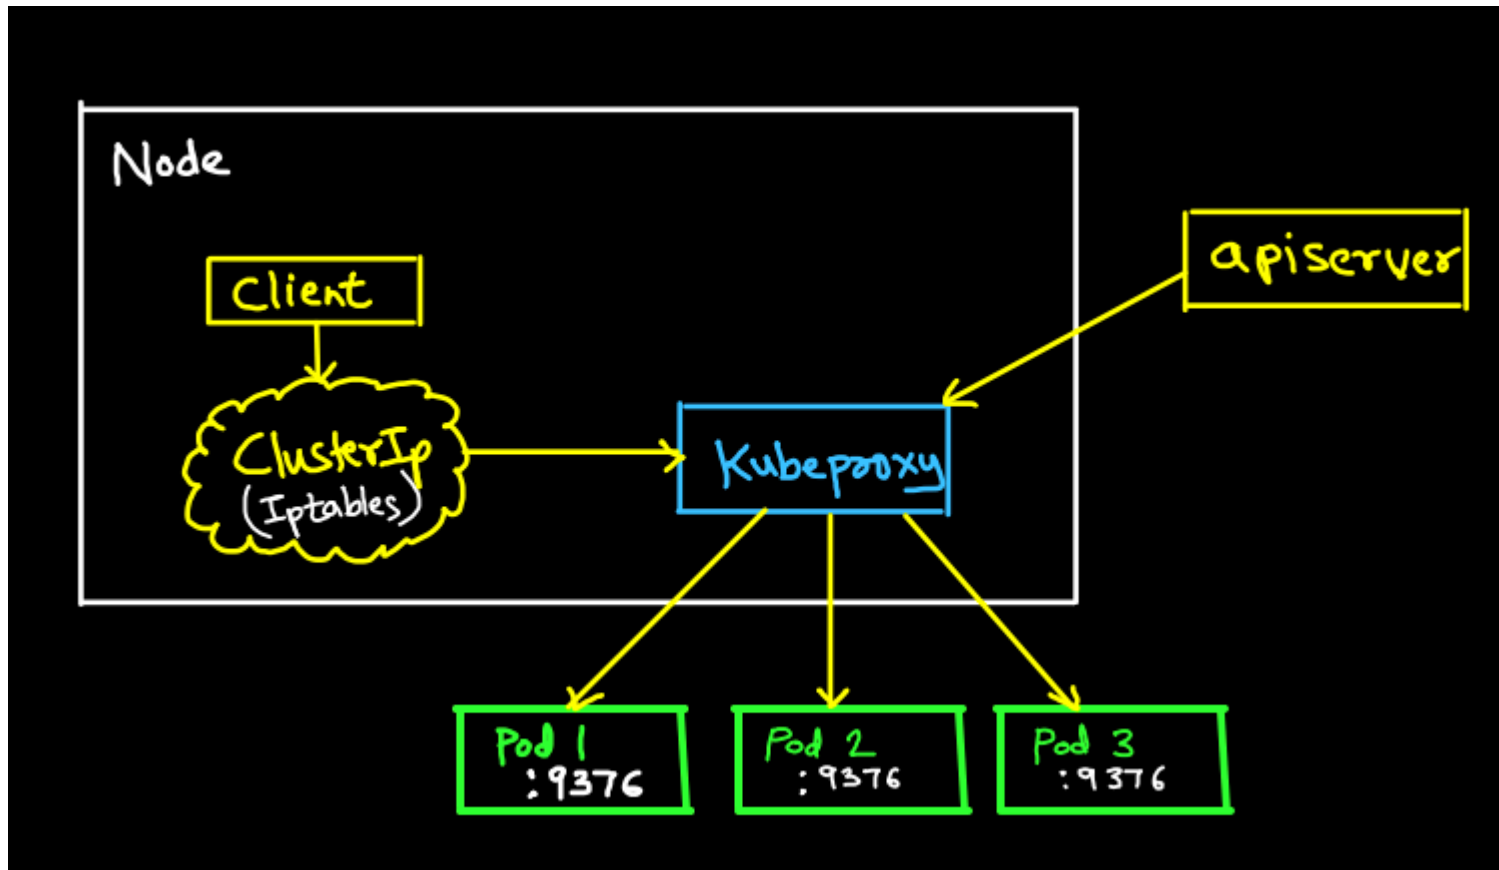 Node
apiserver
Client
ClusterIp
(Iptables)
Kubeproxy
Pod 1
:9376
Pod 2
:9376
Pod 3
:9376